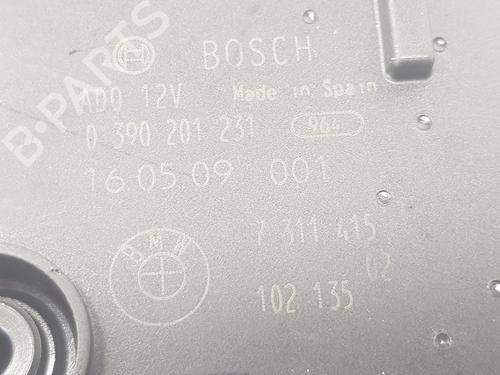 BOSCH
ADO 12V Made in Spain
0 390 201 231 964
16.05.09 001
BMW
7 311 415
02
102 135
B-PARTS